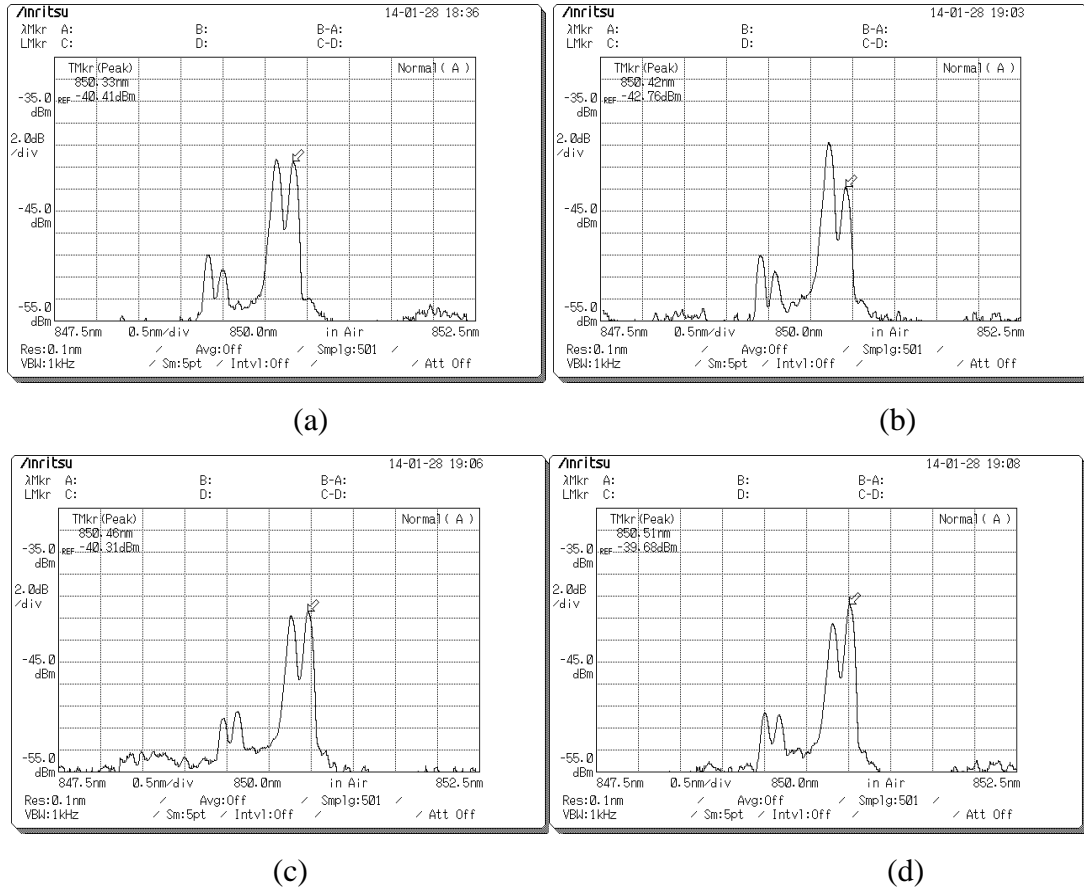 Anritsu 14-01-28 18:36
λMkr A: B: B-A:
LMkr C: D: C-D:
TMkr(Peak) Normal( A )
850.33nm
-35.0 REF -40.41dBm
dBm
2.0dB
/div
-45.0
dBm
-55.0
dBm
847.5nm 0.5nm/div 850.0nm in Air 852.5nm
Res:0.1nm / Avg:Off / Smplg:501 /
VBW:1kHz / Sm:5pt / Intvl:Off / / Att Off
(a)
Anritsu 14-01-28 19:03
λMkr A: B: B-A:
LMkr C: D: C-D:
TMkr(Peak) Normal( A )
850.42nm
-35.0 REF -42.76dBm
dBm
2.0dB
/div
-45.0
dBm
-55.0
dBm
847.5nm 0.5nm/div 850.0nm in Air 852.5nm
Res:0.1nm / Avg:Off / Smplg:501 /
VBW:1kHz / Sm:5pt / Intvl:Off / / Att Off
(b)
Anritsu 14-01-28 19:06
λMkr A: B: B-A:
LMkr C: D: C-D:
TMkr(Peak) Normal( A )
850.46nm
-35.0 REF -40.31dBm
dBm
2.0dB
/div
-45.0
dBm
-55.0
dBm
847.5nm 0.5nm/div 850.0nm in Air 852.5nm
Res:0.1nm / Avg:Off / Smplg:501 /
VBW:1kHz / Sm:5pt / Intvl:Off / / Att Off
(c)
Anritsu 14-01-28 19:08
λMkr A: B: B-A:
LMkr C: D: C-D:
TMkr(Peak) Normal( A )
850.51nm
-35.0 REF -39.68dBm
dBm
2.0dB
/div
-45.0
dBm
-55.0
dBm
847.5nm 0.5nm/div 850.0nm in Air 852.5nm
Res:0.1nm / Avg:Off / Smplg:501 /
VBW:1kHz / Sm:5pt / Intvl:Off / / Att Off
(d)